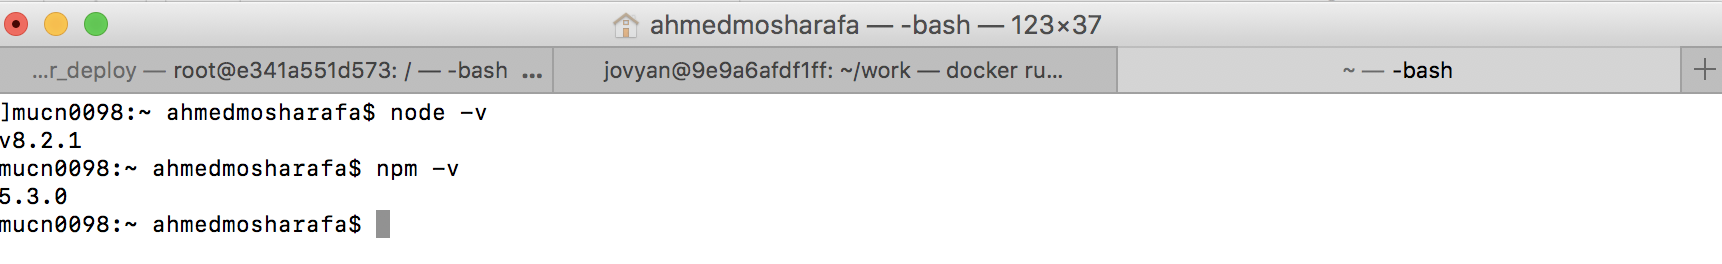 ahmedmosharafa — -bash — 123×37
...r_deploy — root@e341a551d573: / — -bash ...
jovyan@9e9a6afdf1ff: ~/work — docker ru...
~ — -bash
+
]mucn0098:~ ahmedmosharafa$ node -v
v8.2.1
mucn0098:~ ahmedmosharafa$ npm -v
5.3.0
mucn0098:~ ahmedmosharafa$